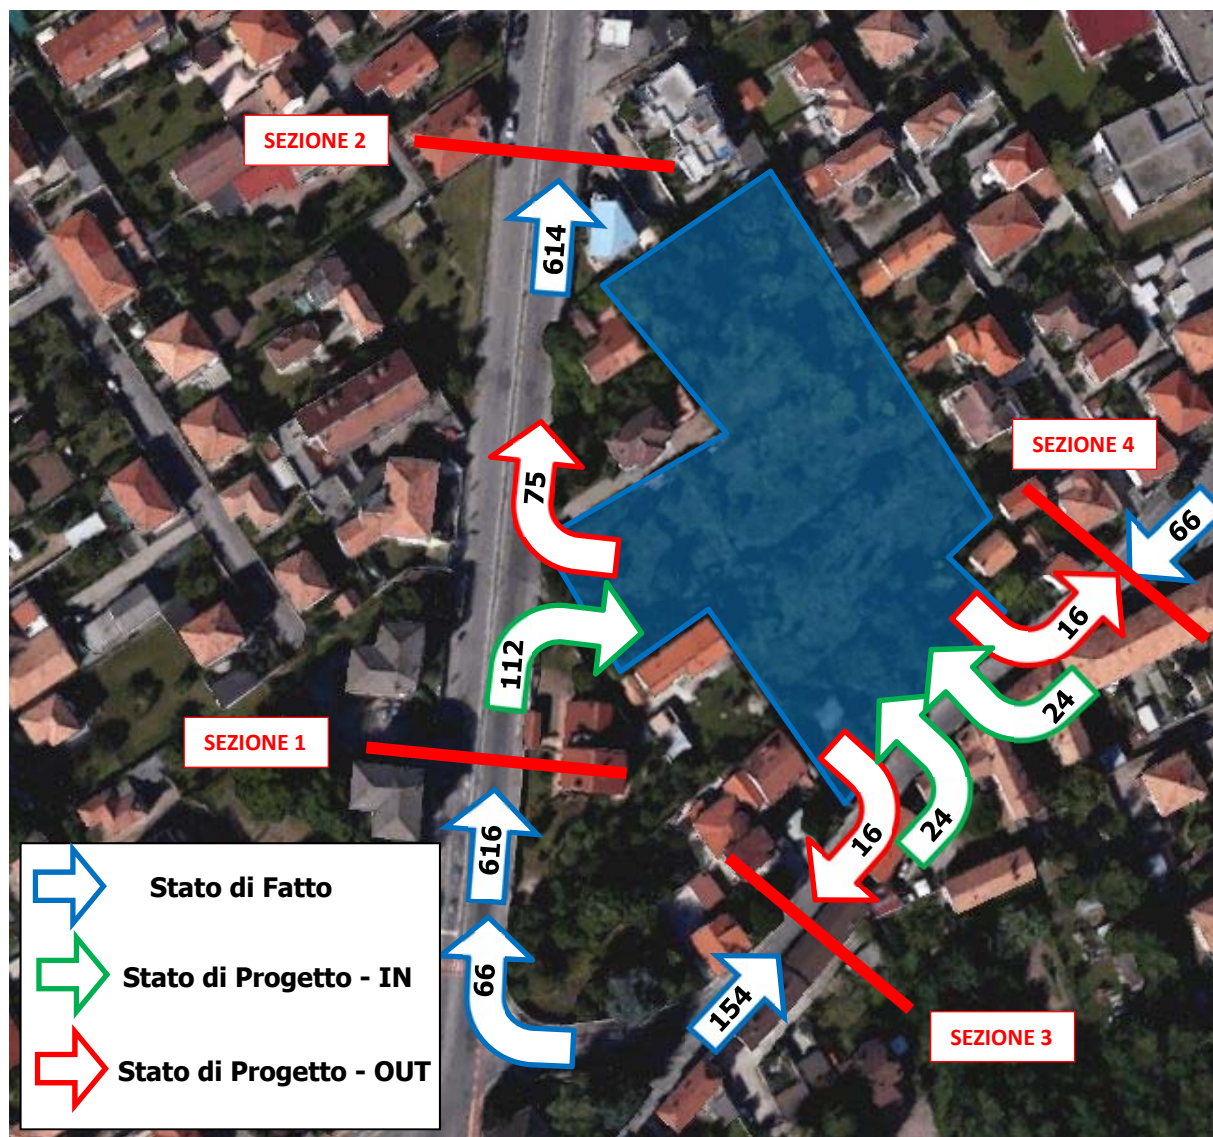 SEZIONE 2
614
SEZIONE 4
75
66
16
112
24
SEZIONE 1
616
16
24
Stato di Fatto
66
Stato di Progetto - IN
154
SEZIONE 3
Stato di Progetto - OUT